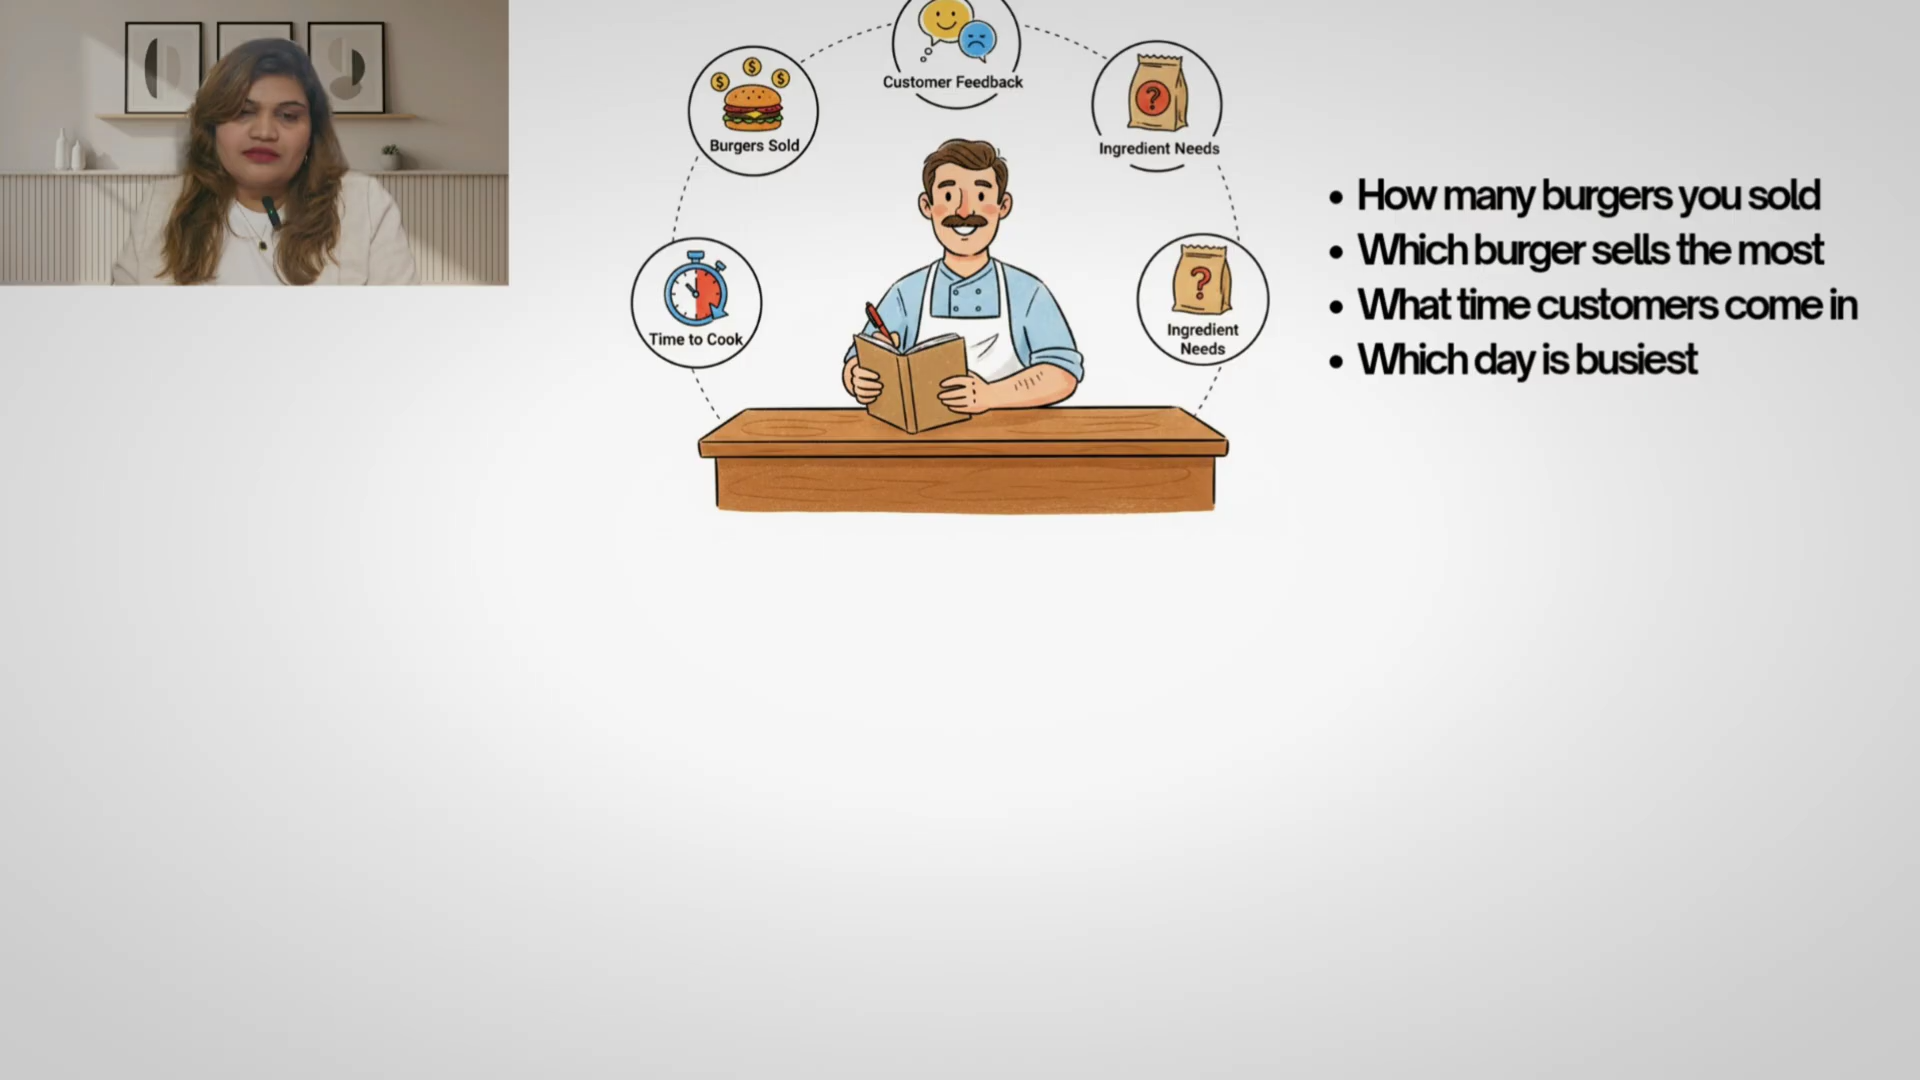 Customer Feedback
Burgers Sold
Ingredient Needs
Time to Cook
Ingredient
Needs
$
$
$
?
?
• How many burgers you sold
• Which burger sells the most
• What time customers come in
• Which day is busiest